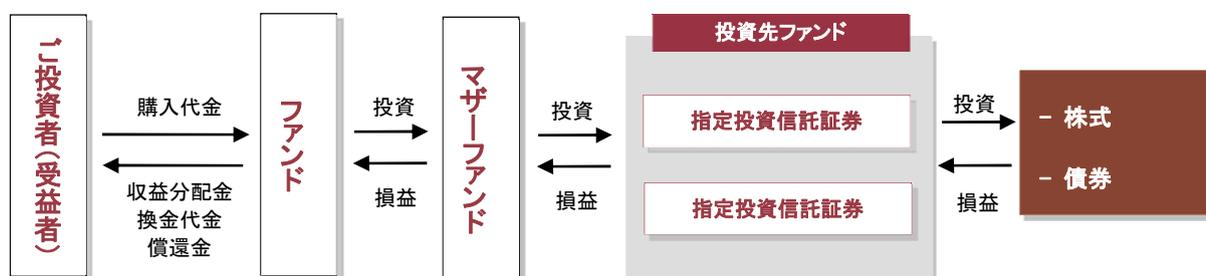 ご投資者(受益者)
購入代金
収益分配金
換金代金
償還金
ファンド
投資
損益
マザーファンド
投資
損益
投資先ファンド
指定投資信託証券
指定投資信託証券
投資
損益
− 株式
− 債券